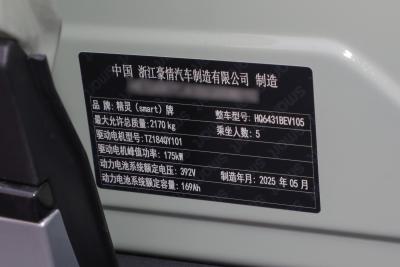 中国 浙江豪情汽车制造有限公司 制造
品 牌: 精灵 (smart) 牌 整车型号: HQ6431BEV105
最大允许总质量: 2170 kg 乘坐人数: 5
驱动电机型号: TZ184QY101
驱动电机峰值功率: 175kW
动力电池系统额定电压: 392V 制造年月: 2025 年 05 月
动力电池系统额定容量: 169Ah